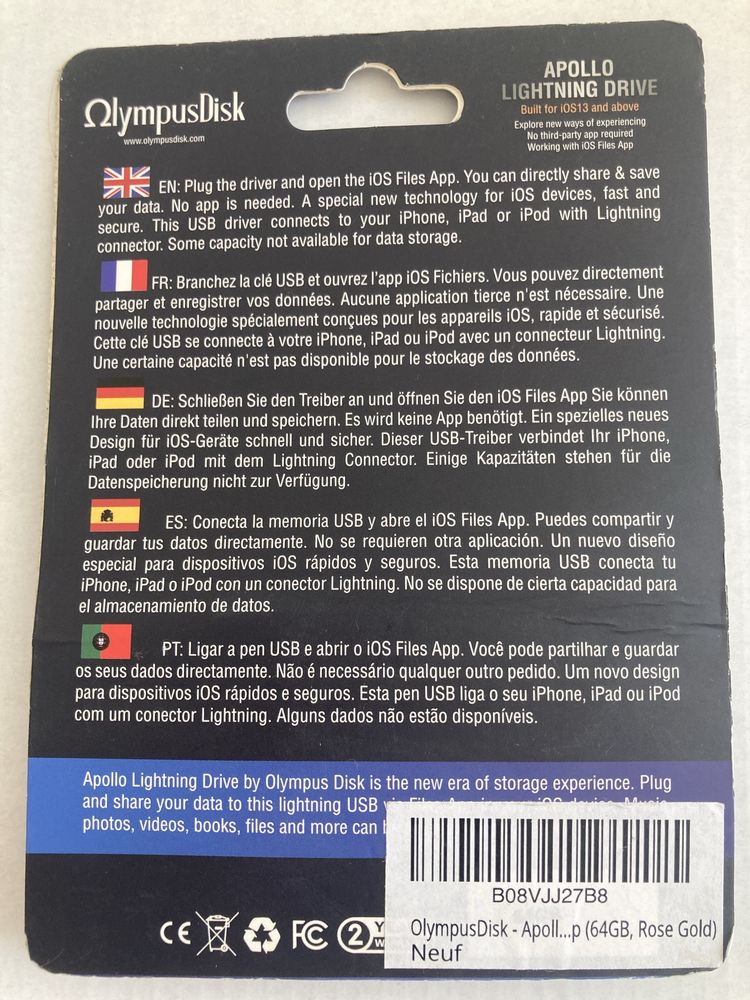 ΩlympusDisk
www.olympusdisk.com
APOLLO
LIGHTNING DRIVE
Built for iOS13 and above
Explore new ways of experiencing
No third-party app required
Working with iOS Files App
EN: Plug the driver and open the iOS Files App. You can directly share & save
your data. No app is needed. A special new technology for iOS devices, fast and
secure. This USB driver connects to your iPhone, iPad or iPod with Lightning
connector. Some capacity not available for data storage.
FR: Branchez la clé USB et ouvrez l'app iOS Fichiers. Vous pouvez directement
partager et enregistrer vos données. Aucune application tierce n'est nécessaire. Une
nouvelle technologie spécialement conçues pour les appareils iOS, rapide et sécurisé.
Cette clé USB se connecte à votre iPhone, iPad ou iPod avec un connecteur Lightning.
Une certaine capacité n'est pas disponible pour le stockage des données.
DE: Schließen Sie den Treiber an und öffnen Sie den iOS Files App Sie können
Ihre Daten direkt teilen und speichern. Es wird keine App benötigt. Ein spezielles neues
Design für iOS-Geräte schnell und sicher. Dieser USB-Treiber verbindet Ihr iPhone,
iPad oder iPod mit dem Lightning Connector. Einige Kapazitäten stehen für die
Datenspeicherung nicht zur Verfügung.
ES: Conecta la memoria USB y abre el iOS Files App. Puedes compartir y
guardar tus datos directamente. No se requieren otra aplicación. Un nuevo diseño
especial para dispositivos iOS rápidos y seguros. Esta memoria USB conecta tu
iPhone, iPad o iPod con un conector Lightning. No se dispone de cierta capacidad para
el almacenamiento de datos.
PT: Ligar a pen USB e abrir o iOS Files App. Você pode partilhar e guardar
os seus dados directamente. Não é necessário qualquer outro pedido. Um novo design
para dispositivos iOS rápidos e seguros. Esta pen USB liga o seu iPhone, iPad ou iPod
com um conector Lightning. Alguns dados não estão disponíveis.
Apollo Lightning Drive by Olympus Disk is the new era of storage experience. Plug
and share your data to this lightning USB via Files App iOS device. Music,
photos, videos, books, files and more can
CE FC 2
B08VJJ27B8
OlympusDisk - Apoll...p (64GB, Rose Gold)
Neuf